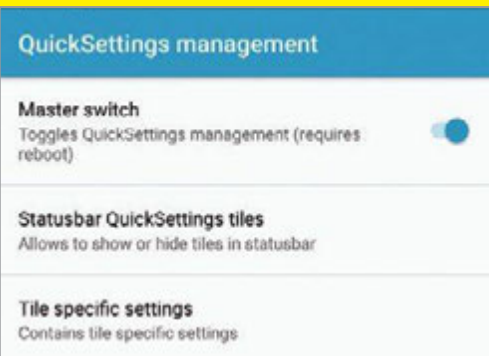 QuickSettings management
Master switch
Toggles QuickSettings management (requires
reboot)
Statusbar QuickSettings tiles
Allows to show or hide tiles in statusbar
Tile specific settings
Contains tile specific settings